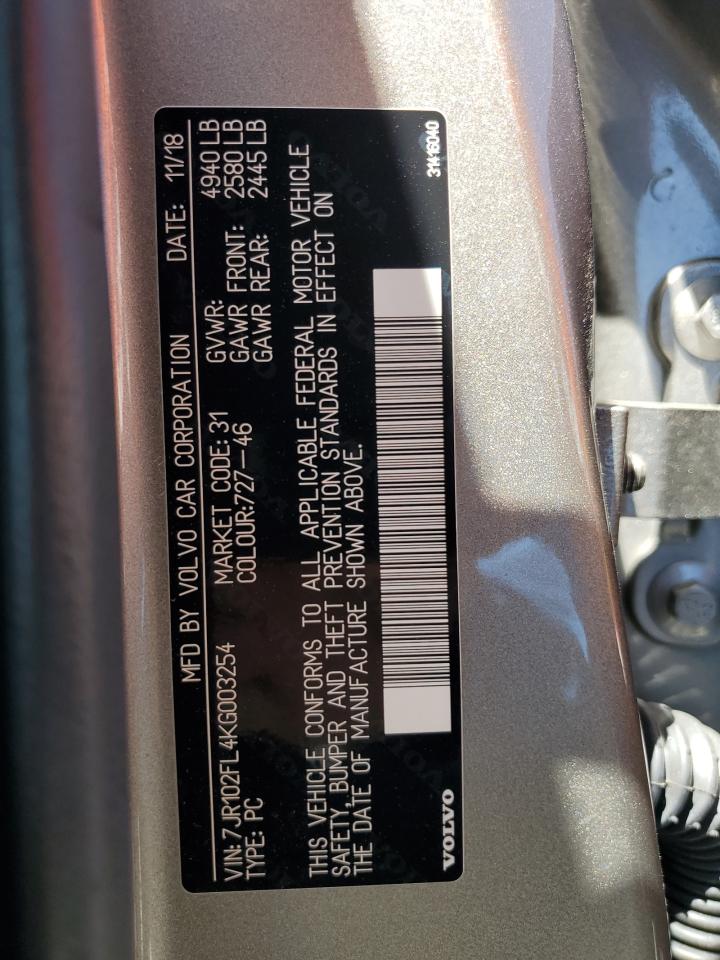 MFD BY VOLVO CAR CORPORATION DATE: 11/18
VIN: 7JR102FL4KG003254 MARKET CODE: 31 GVWR: 4940 LB
TYPE: PC COLOUR:727-46 GAWR FRONT: 2580 LB
GAWR REAR: 2445 LB
THIS VEHICLE CONFORMS TO ALL APPLICABLE FEDERAL MOTOR VEHICLE
SAFETY, BUMPER AND THEFT PREVENTION STANDARDS IN EFFECT ON
THE DATE OF MANUFACTURE SHOWN ABOVE.
VOLVO 31416040